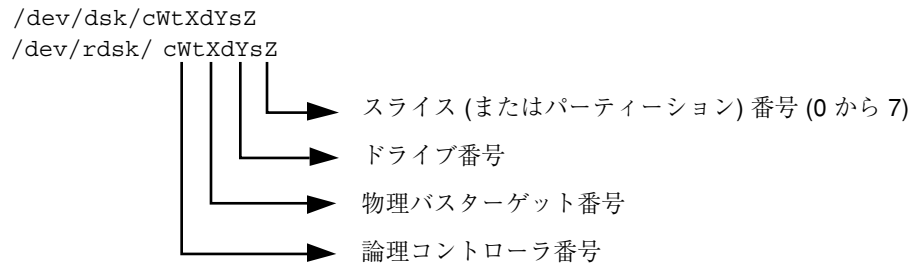 /dev/dsk/cWtXdYsZ
/dev/rdsk/ cWtXdYsZ
スライス (またはパーティーション) 番号 (0 から 7)
ドライブ番号
物理バスターゲット番号
論理コントローラ番号